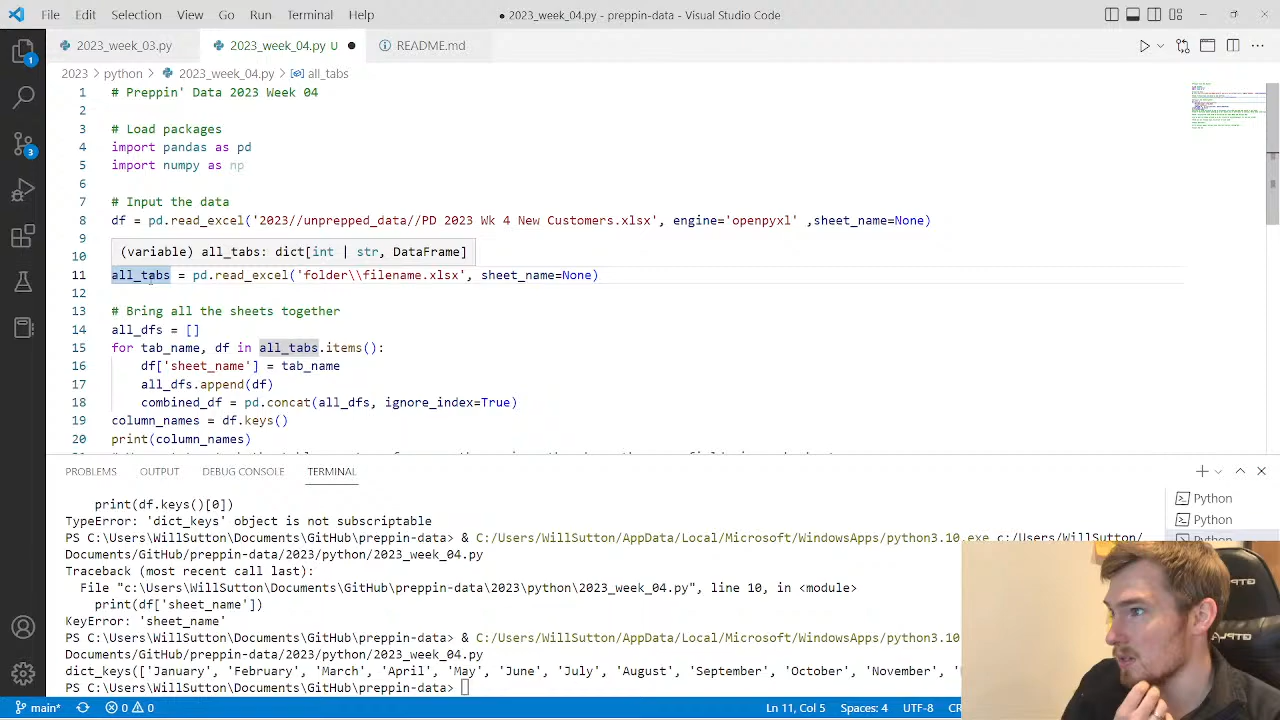 File Edit Selection View Go Run Terminal Help ● 2023_week_04.py - preppin-data - Visual Studio Code
2023_week_03.py 2023_week_04.py U ● README.md
2023 > python > 2023_week_04.py > all_tabs
1 # Preppin' Data 2023 Week 04
2
3 # Load packages
4 import pandas as pd
5 import numpy as np
6
7 # Input the data
8 df = pd.read_excel('2023//unprepped_data//PD 2023 Wk 4 New Customers.xlsx', engine='openpyxl' ,sheet_name=None)
9
(variable) all_tabs: dict[int | str, DataFrame]
10
11 all_tabs = pd.read_excel('folder\\filename.xlsx', sheet_name=None)
12
13 # Bring all the sheets together
14 all_dfs = []
15 for tab_name, df in all_tabs.items():
16 df['sheet_name'] = tab_name
17 all_dfs.append(df)
18 combined_df = pd.concat(all_dfs, ignore_index=True)
19 column_names = df.keys()
20 print(column_names)
PROBLEMS OUTPUT DEBUG CONSOLE TERMINAL
print(df.keys()[0])
TypeError: 'dict_keys' object is not subscriptable
PS C:\Users\WillSutton\Documents\GitHub\preppin-data> & C:/Users/WillSutton/AppData/Local/Microsoft/WindowsApps/python3.10.exe c:/Users/WillSutton/
Documents/GitHub/preppin-data/2023/python/2023_week_04.py
Traceback (most recent call last):
File "c:\Users\WillSutton\Documents\GitHub\preppin-data\2023\python\2023_week_04.py", line 10, in <module>
print(df['sheet_name'])
KeyError: 'sheet_name'
PS C:\Users\WillSutton\Documents\GitHub\preppin-data> & C:/Users/WillSutton/AppData/Local/Microsoft/WindowsApps/python3.10
Documents/GitHub/preppin-data/2023/python/2023_week_04.py
dict_keys(['January', 'February', 'March', 'April', 'May', 'June', 'July', 'August', 'September', 'October', 'November', '
PS C:\Users\WillSutton\Documents\GitHub\preppin-data>
Python
Python
1
3
main* 0 0 Ln 11, Col 5 Spaces: 4 UTF-8